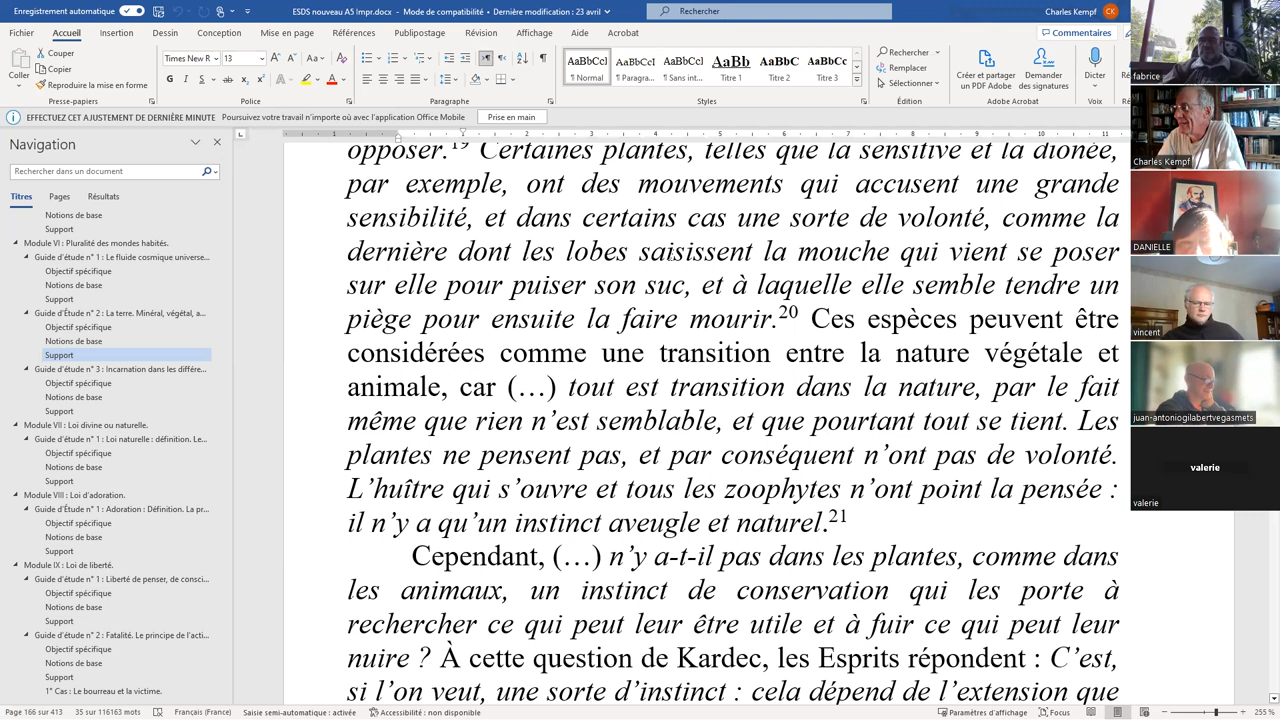 Enregistrement automatique
ESDS nouveau A5 Impr.docx • Mode de compatibilité • Dernière modification : 23 avril
Rechercher
Charles Kempf
CK
Fichier
Accueil
Insertion
Dessin
Conception
Mise en page
Références
Publipostage
Révision
Affichage
Aide
Acrobat
Commentaires
Coller
Couper
Copier
Reproduire la mise en forme
Presse-papiers
Times New R
13
Police
Paragraphe
AaBbCcI
¶ Normal
AaBbCcI
¶ Paragra...
AaBbCcI
¶ Sans int...
AaBb
Titre 1
AaBbC
Titre 2
AaBbCc
Titre 3
Styles
Rechercher
Remplacer
Sélectionner
Édition
Créer et partager
un PDF Adobe
Demander
des signatures
Adobe Acrobat
Dicter
Voix
EFFECTUEZ CET AJUSTEMENT DE DERNIÈRE MINUTE
Poursuivez votre travail n'importe où avec l'application Office Mobile
Prise en main
Navigation
Rechercher dans un document
Titres
Pages
Résultats
Notions de base
Support
Module VI : Pluralité des mondes habités.
Guide d'étude n° 1 : Le fluide cosmique universe...
Objectif spécifique
Notions de base
Support
Guide d'étude n° 2 : La terre. Minéral, végétal, a...
Objectif spécifique
Notions de base
Support
Guide d'étude n° 3 : Incarnation dans les différe...
Objectif spécifique
Notions de base
Support
Module VII : Loi divine ou naturelle.
Guide d'étude n° 1 : Loi naturelle : définition. Le...
Objectif spécifique
Notions de base
Support
Module VIII : Loi d'adoration.
Guide d'étude n° 1 : Adoration : Définition. La pr...
Objectif spécifique
Notions de base
Support
Module IX : Loi de liberté.
Guide d'étude n° 1 : Liberté de penser, de consci...
Objectif spécifique
Notions de base
Support
Guide d'étude n° 2 : Fatalité. Le principe de l'acti...
Objectif spécifique
Notions de base
Support
1° Cas : Le bourreau et la victime.
opposer.19 Certaines plantes, telles que la sensitive et la dionée,
par exemple, ont des mouvements qui accusent une grande
sensibilité, et dans certains cas une sorte de volonté, comme la
dernière dont les lobes saisissent la mouche qui vient se poser
sur elle pour puiser son suc, et à laquelle elle semble tendre un
piège pour ensuite la faire mourir.20 Ces espèces peuvent être
considérées comme une transition entre la nature végétale et
animale, car (…) tout est transition dans la nature, par le fait
même que rien n'est semblable, et que pourtant tout se tient. Les
plantes ne pensent pas, et par conséquent n'ont pas de volonté.
L'huître qui s'ouvre et tous les zoophytes n'ont point la pensée :
il n'y a qu'un instinct aveugle et naturel.21
Cependant, (…) n'y a-t-il pas dans les plantes, comme dans
les animaux, un instinct de conservation qui les porte à
rechercher ce qui peut leur être utile et à fuir ce qui peut leur
nuire ? À cette question de Kardec, les Esprits répondent : C'est,
si l'on veut, une sorte d'instinct : cela dépend de l'extension que
fabrice
Charles Kempf
DANIELLE
vincent
juan-antoniogilabertvegasmets
valerie
valerie
Page 166 sur 413
35 sur 116163 mots
Français (France)
Saisie semi-automatique : activée
Accessibilité : non disponible
Paramètres d'affichage
Focus
255 %